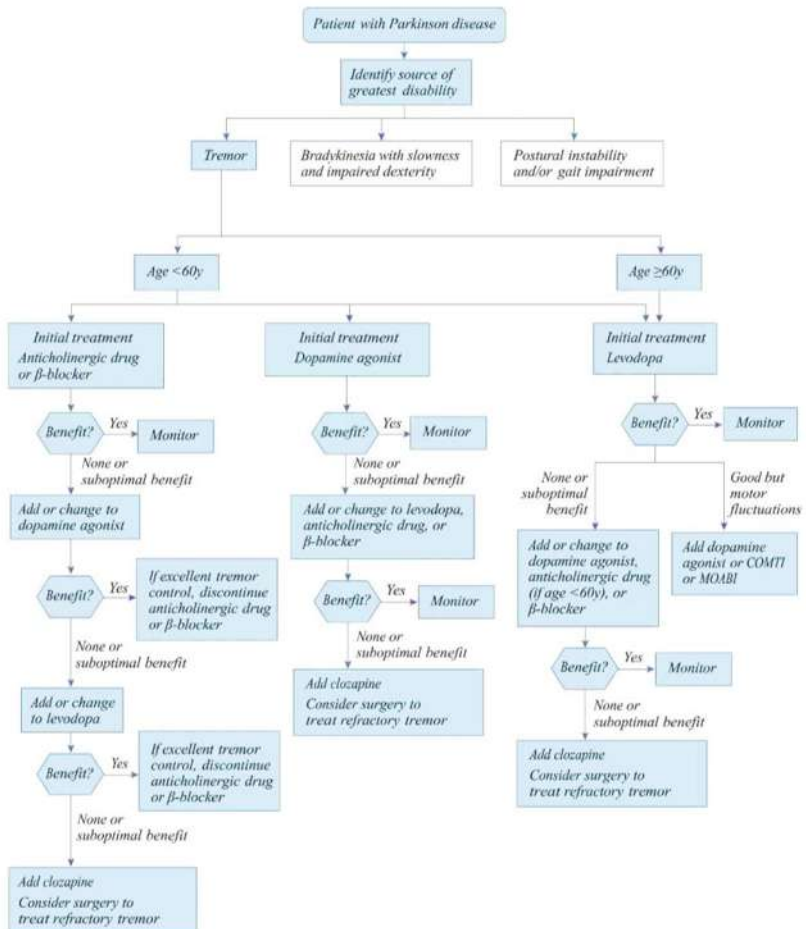 Patient with Parkinson disease
Identify source of
greatest disability
Tremor
Bradykinesia with slowness
and impaired dexterity
Postural instability
and/or gait impairment
Age <60y
Age ≥60y
Initial treatment
Anticholinergic drug
or β-blocker
Initial treatment
Dopamine agonist
Initial treatment
Levodopa
Benefit?
Yes
Monitor
None or
suboptimal benefit
Add or change to
dopamine agonist
Benefit?
Yes
If excellent tremor
control, discontinue
anticholinergic drug
or β-blocker
None or
suboptimal benefit
Add or change
to levodopa
Benefit?
Yes
If excellent tremor
control, discontinue
anticholinergic drug
or β-blocker
None or
suboptimal benefit
Add clozapine
Consider surgery to
treat refractory tremor
Benefit?
Yes
Monitor
None or
suboptimal benefit
Add or change to levodopa,
anticholinergic drug, or
β-blocker
Benefit?
Yes
Monitor
None or
suboptimal benefit
Add clozapine
Consider surgery to
treat refractory tremor
Benefit?
Yes
Monitor
None or
suboptimal
benefit
Good but
motor
fluctuations
Add or change to
dopamine agonist,
anticholinergic drug
(if age <60y), or
β-blocker
Add dopamine
agonist or COMTI
or MOABI
Benefit?
Yes
Monitor
None or
suboptimal benefit
Add clozapine
Consider surgery to
treat refractory tremor